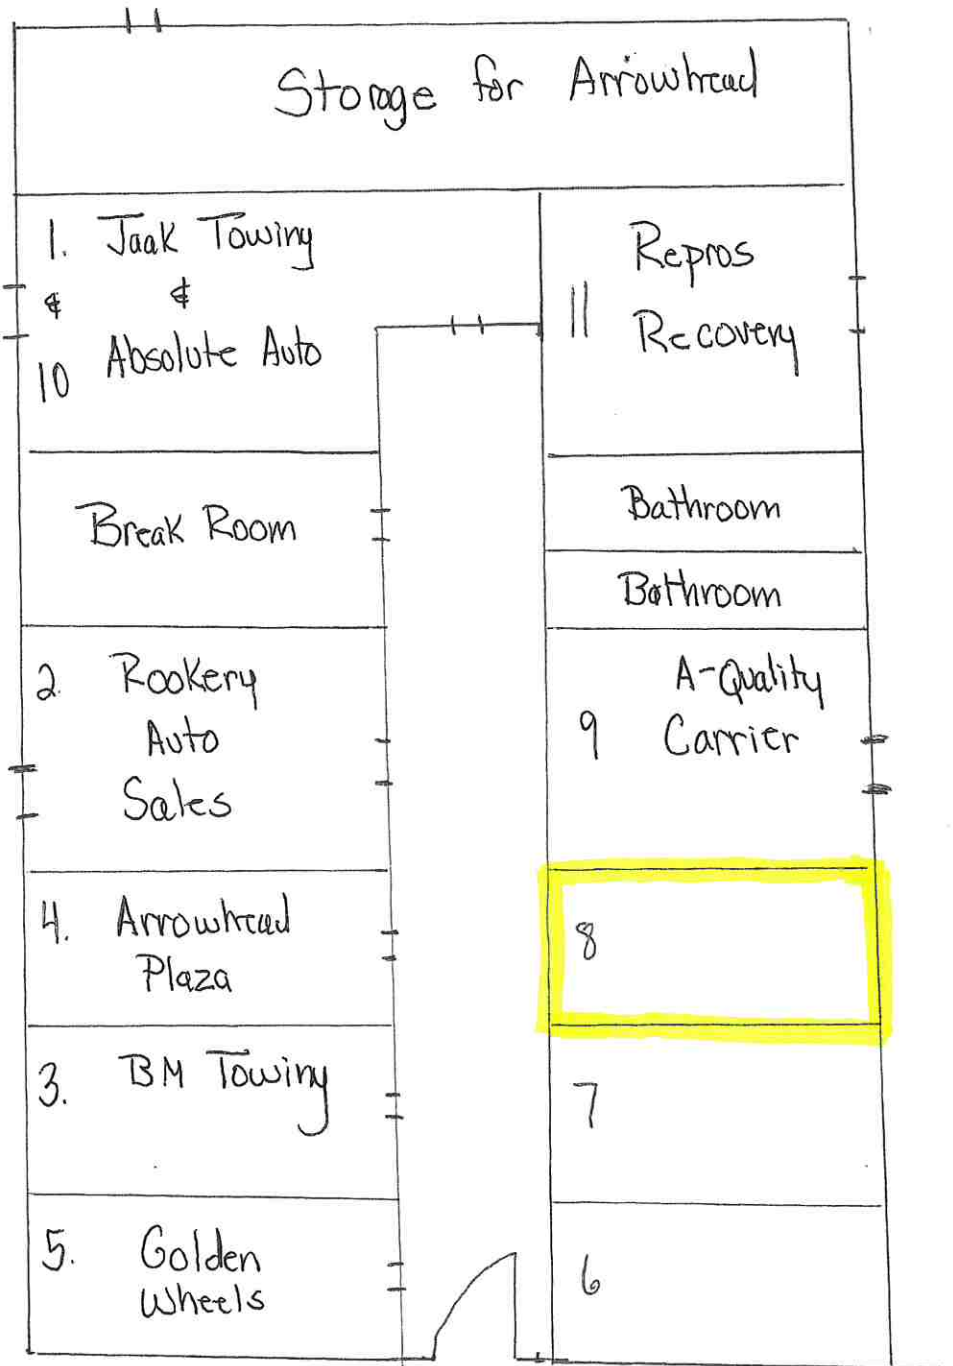 Storage for Arrowhead
1. Jaak Towing
& &
10 Absolute Auto
Repros
11 Recovery
Break Room
Bathroom
Bathroom
2. Rookery
Auto
Sales
A-Quality
9 Carrier
4. Arrowhead
Plaza
8
3. BM Towing
7
5. Golden
Wheels
6